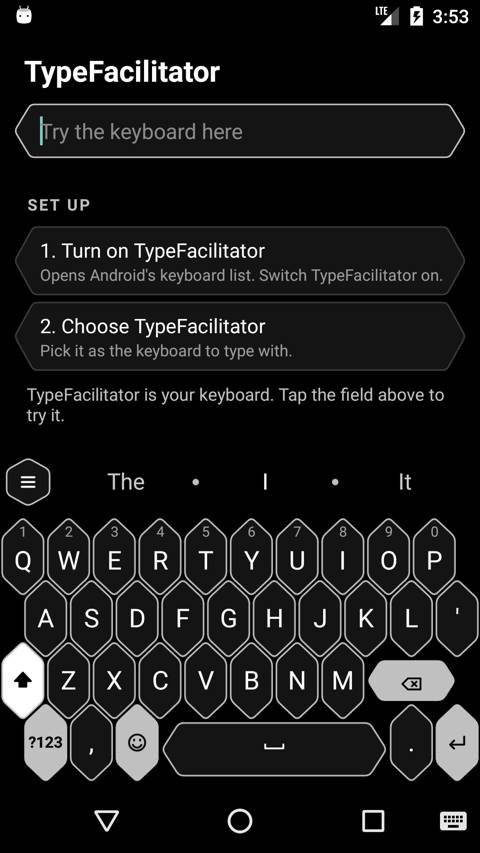 LTE 3:53
TypeFacilitator
Try the keyboard here
SET UP
1. Turn on TypeFacilitator
Opens Android's keyboard list. Switch TypeFacilitator on.
2. Choose TypeFacilitator
Pick it as the keyboard to type with.
TypeFacilitator is your keyboard. Tap the field above to
try it.
The • I • It
1 2 3 4 5 6 7 8 9 0
Q W E R T Y U I O P
A S D F G H J K L '
Z X C V B N M
?123 , .